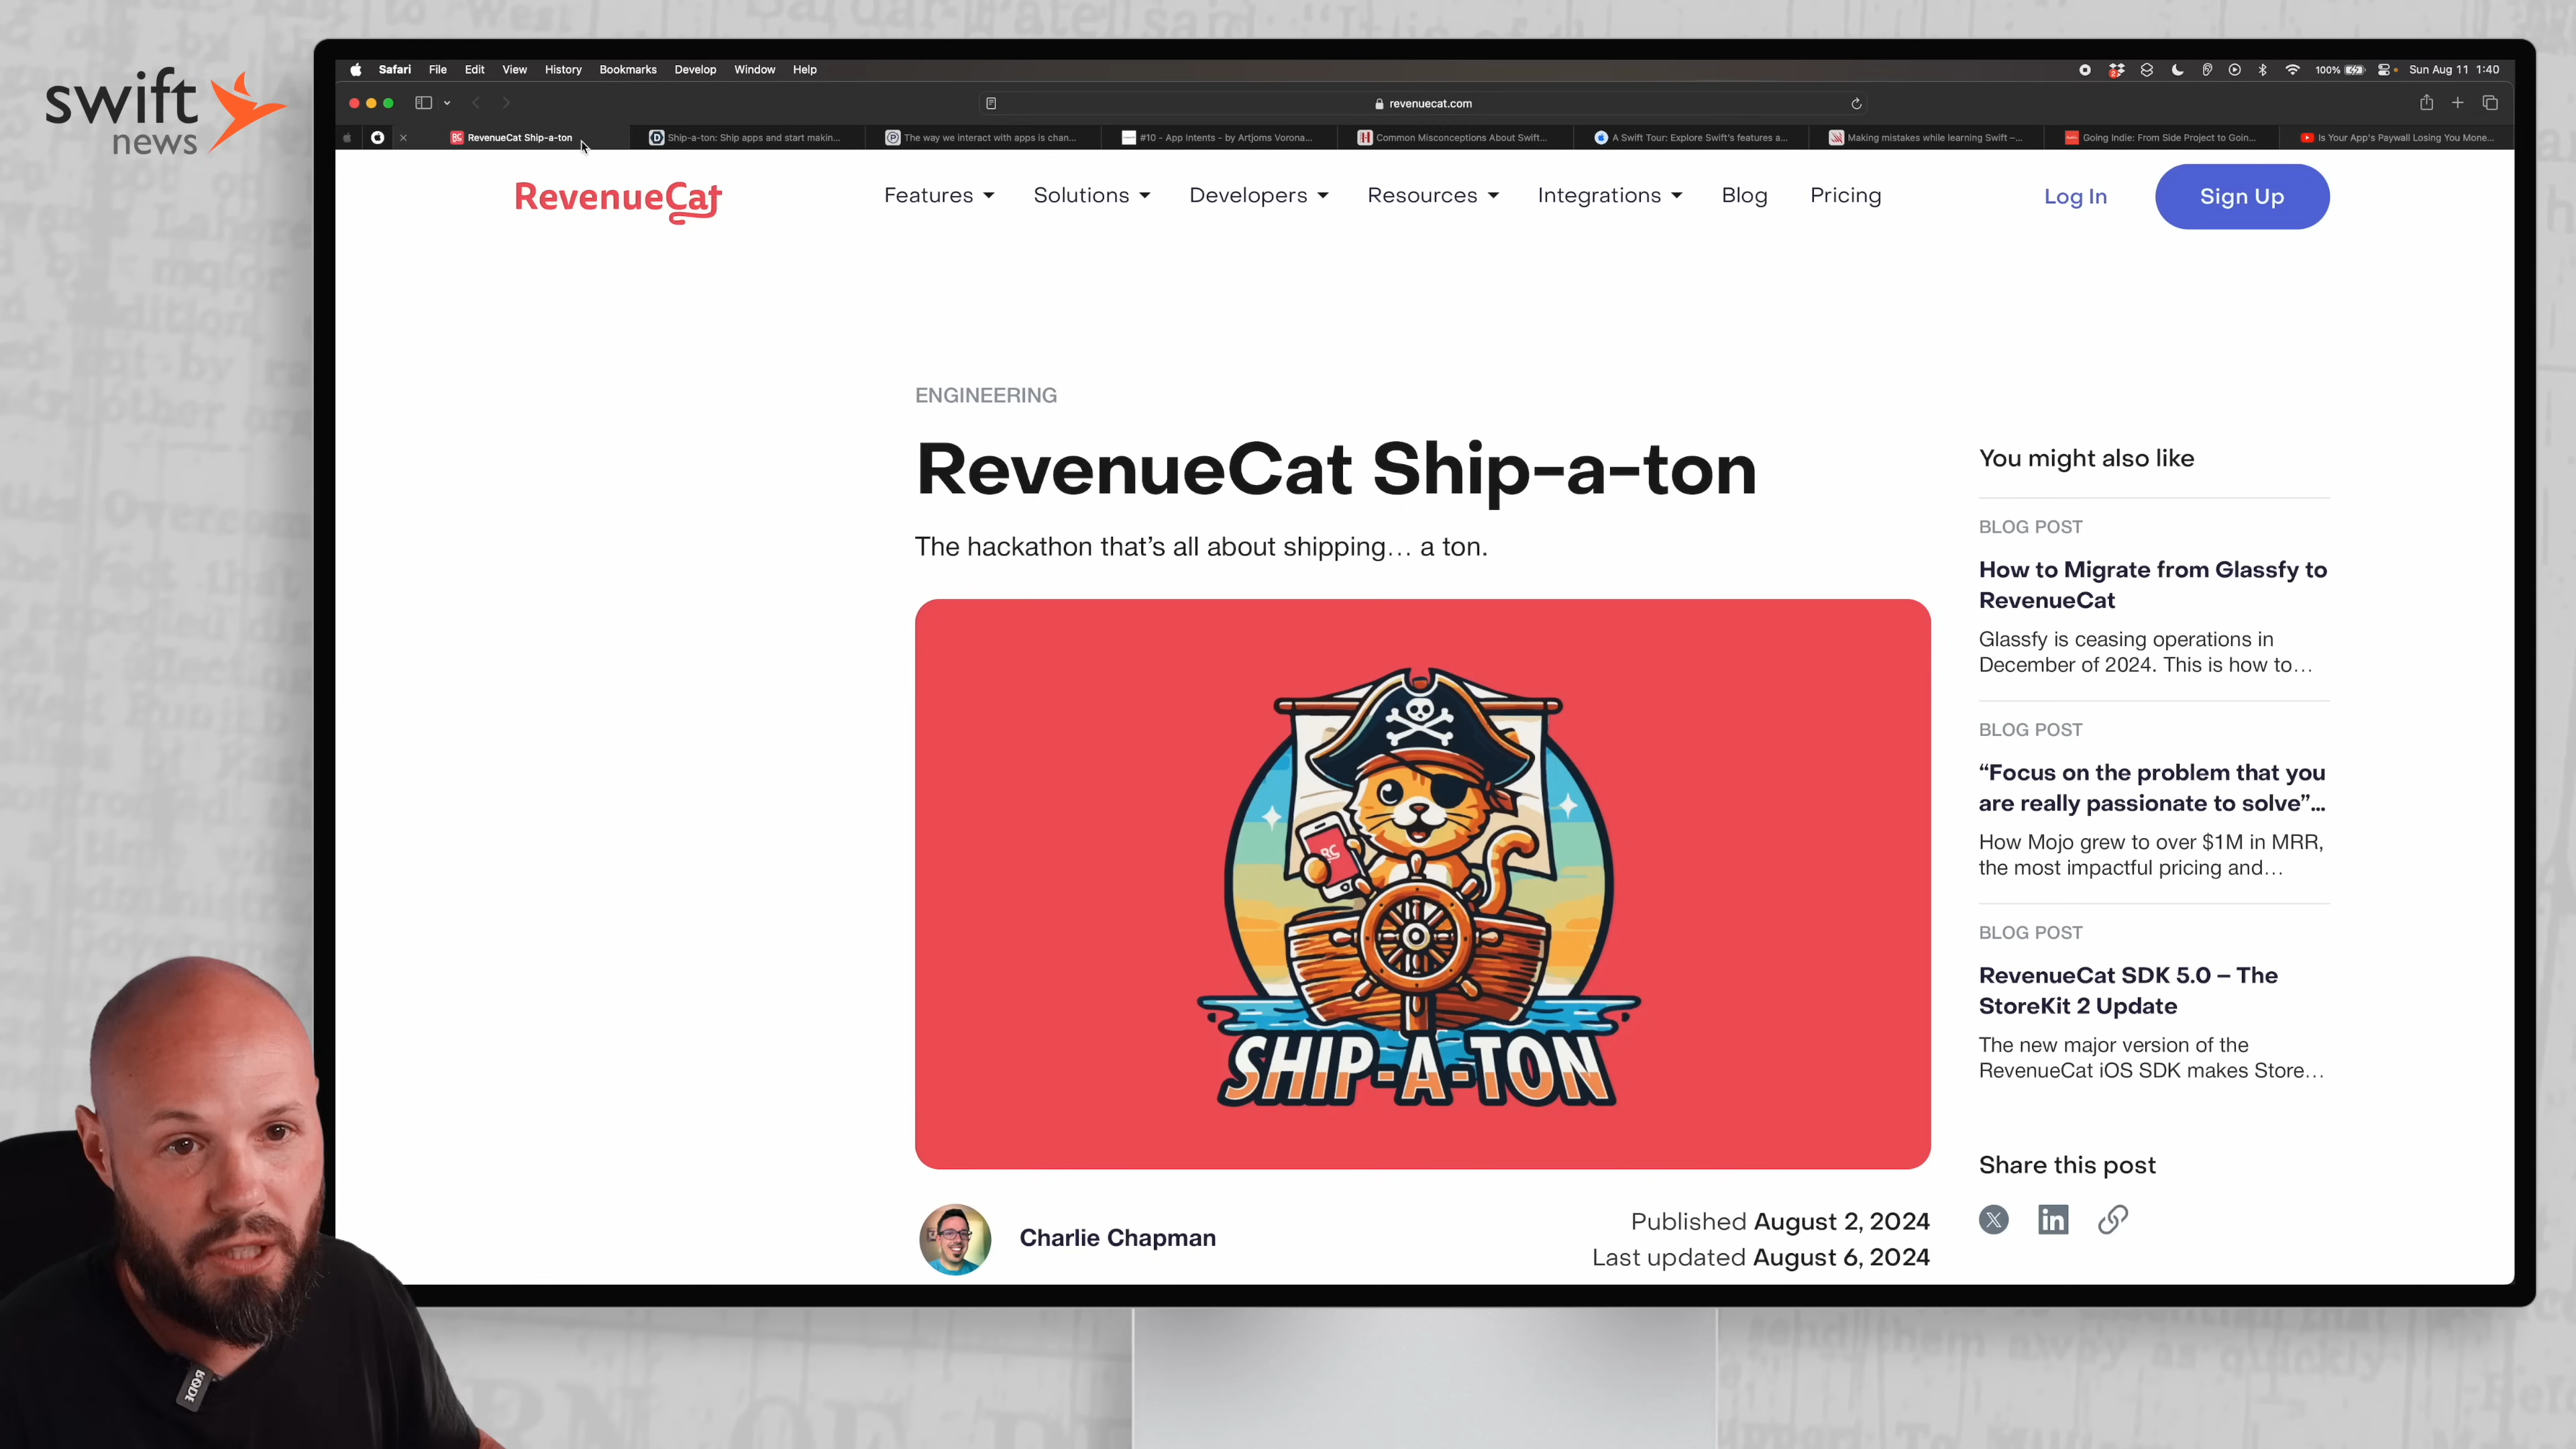 swift
news
Safari File Edit View History Bookmarks Develop Window Help
100% Sun Aug 11 1:40
revenuecat.com
RevenueCat Ship-a-ton
Ship-a-ton: Ship apps and start makin...
The way we interact with apps is chan...
#10 - App Intents - by Artjoms Vorona...
Common Misconceptions About Swift...
A Swift Tour: Explore Swift's features a...
Making mistakes while learning Swift –...
Going Indie: From Side Project to Goin...
Is Your App's Paywall Losing You Mone...
RevenueCat
Features Solutions Developers Resources Integrations Blog Pricing Log In Sign Up
ENGINEERING
RevenueCat Ship-a-ton
The hackathon that's all about shipping... a ton.
RC
SHIP-A-TON
Charlie Chapman
Published August 2, 2024
Last updated August 6, 2024
You might also like
BLOG POST
How to Migrate from Glassfy to
RevenueCat
Glassfy is ceasing operations in
December of 2024. This is how to...
BLOG POST
“Focus on the problem that you
are really passionate to solve”...
How Mojo grew to over $1M in MRR,
the most impactful pricing and...
BLOG POST
RevenueCat SDK 5.0 – The
StoreKit 2 Update
The new major version of the
RevenueCat iOS SDK makes Store...
Share this post
RØDE